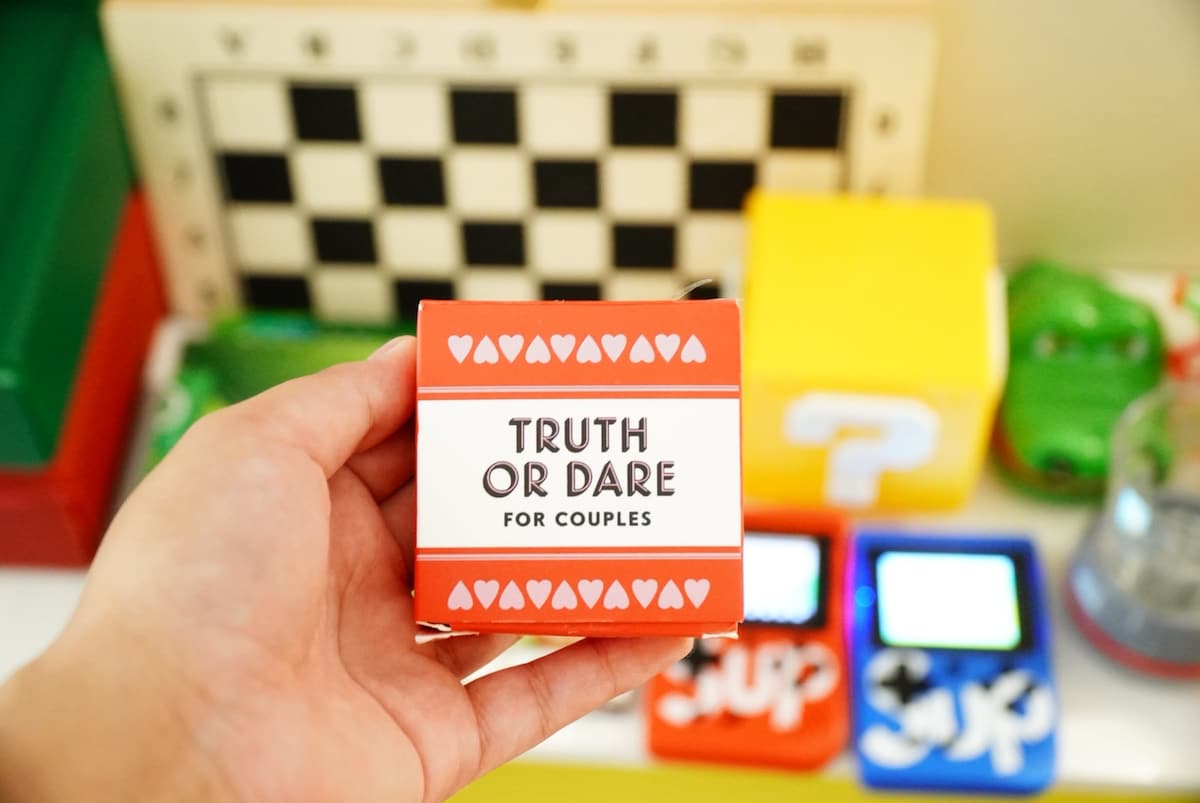 TRUTH
OR DARE
FOR COUPLES
?
Sup
Sup